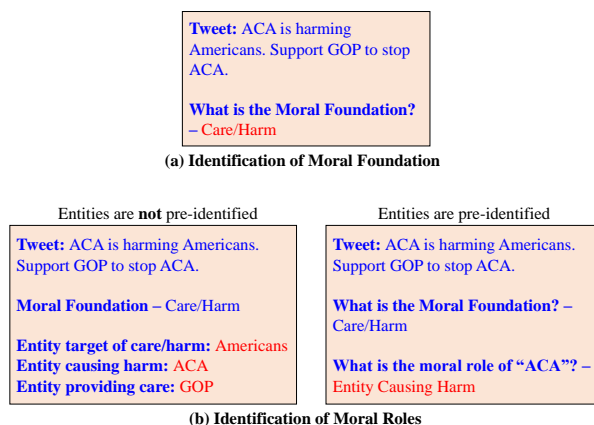 Tweet: ACA is harming
Americans. Support GOP to stop
ACA.
What is the Moral Foundation?
– Care/Harm
(a) Identification of Moral Foundation
Entities are not pre-identified
Tweet: ACA is harming Americans.
Support GOP to stop ACA.
Moral Foundation – Care/Harm
Entity target of care/harm: Americans
Entity causing harm: ACA
Entity providing care: GOP
Entities are pre-identified
Tweet: ACA is harming Americans.
Support GOP to stop ACA.
What is the Moral Foundation? –
Care/Harm
What is the moral role of “ACA”? –
Entity Causing Harm
(b) Identification of Moral Roles